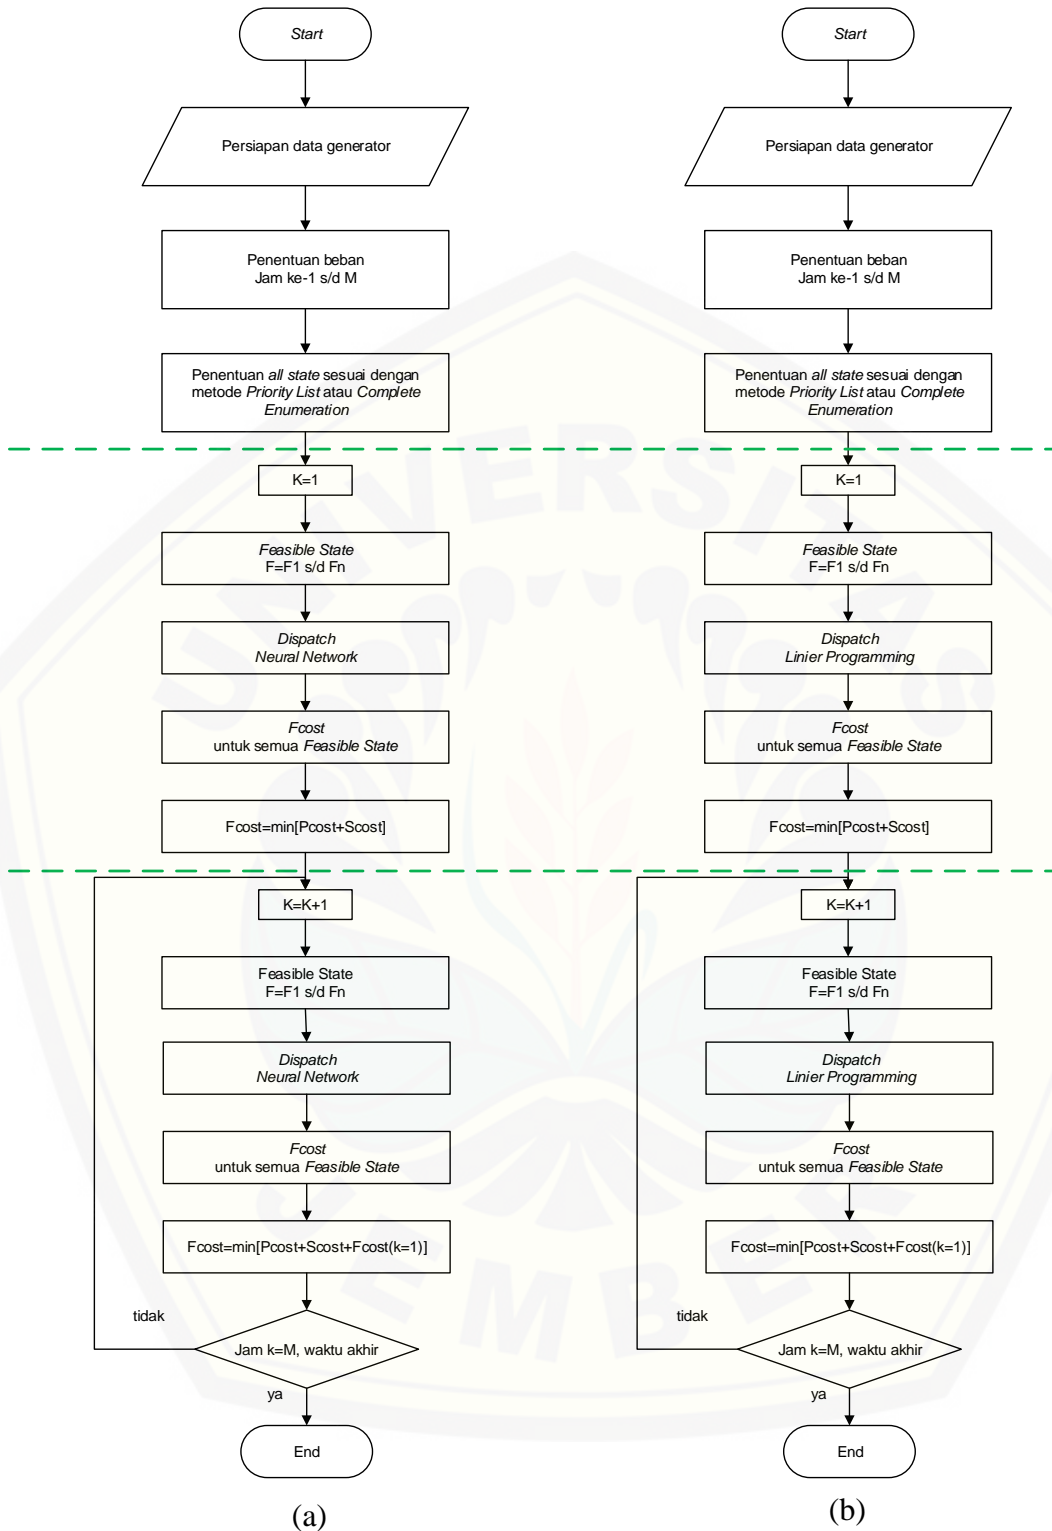 Start
Persiapan data generator
Penentuan beban
Jam ke-1 s/d M
Penentuan all state sesuai dengan
metode Priority List atau Complete
Enumeration
K=1
Feasible State
F=F1 s/d Fn
Dispatch
Neural Network
Fcost
untuk semua Feasible State
Fcost=min[Pcost+Scost]
K=K+1
Feasible State
F=F1 s/d Fn
Dispatch
Neural Network
Fcost
untuk semua Feasible State
Fcost=min[Pcost+Scost+Fcost(k=1)]
tidak
Jam k=M, waktu akhir
ya
End
(a)
Start
Persiapan data generator
Penentuan beban
Jam ke-1 s/d M
Penentuan all state sesuai dengan
metode Priority List atau Complete
Enumeration
K=1
Feasible State
F=F1 s/d Fn
Dispatch
Linier Programming
Fcost
untuk semua Feasible State
Fcost=min[Pcost+Scost]
K=K+1
Feasible State
F=F1 s/d Fn
Dispatch
Linier Programming
Fcost
untuk semua Feasible State
Fcost=min[Pcost+Scost+Fcost(k=1)]
tidak
Jam k=M, waktu akhir
ya
End
(b)
UNIVERSITAS
JEMBER